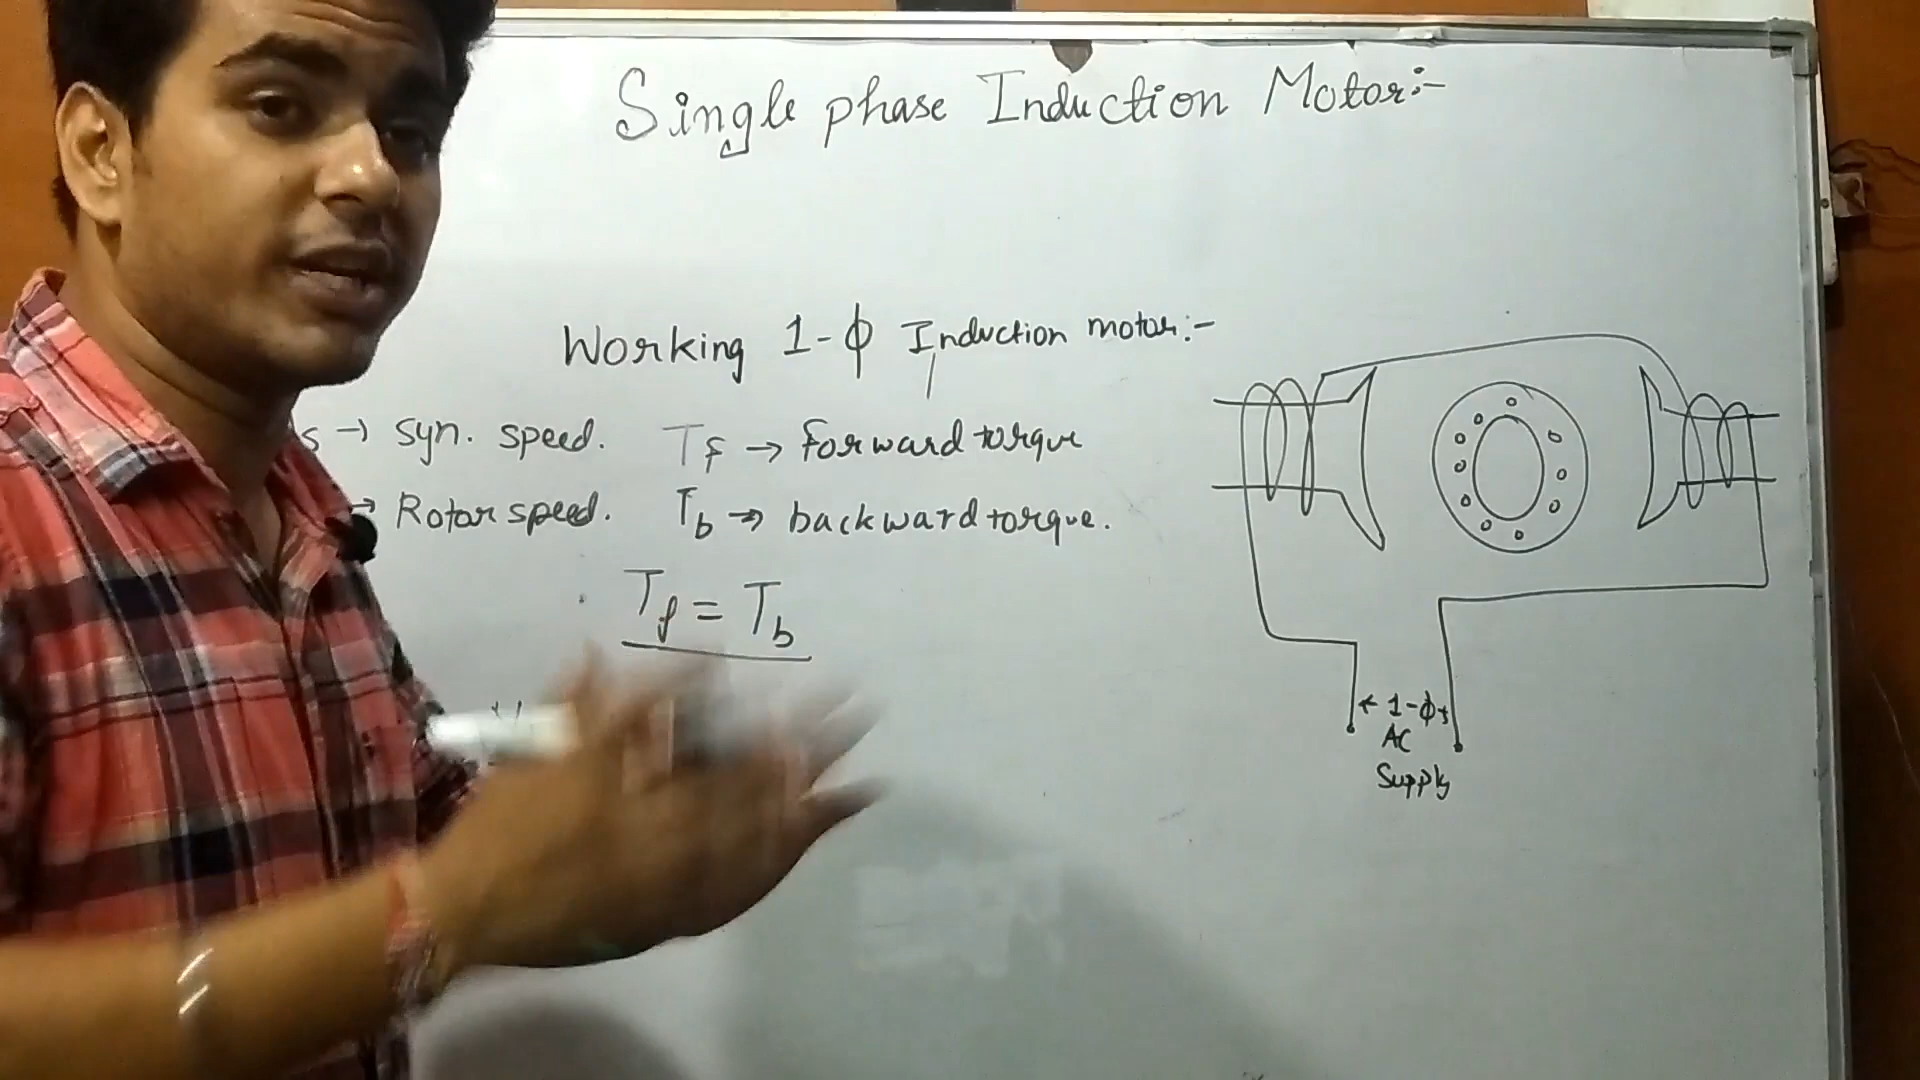 Single phase Induction Motor:-
Working 1-ϕ Induction motor:-
s → syn. speed. Tf → forward torque
→ Rotor speed. Tb → backward torque.
Tf = Tb
← 1-ϕ →
AC
Supply